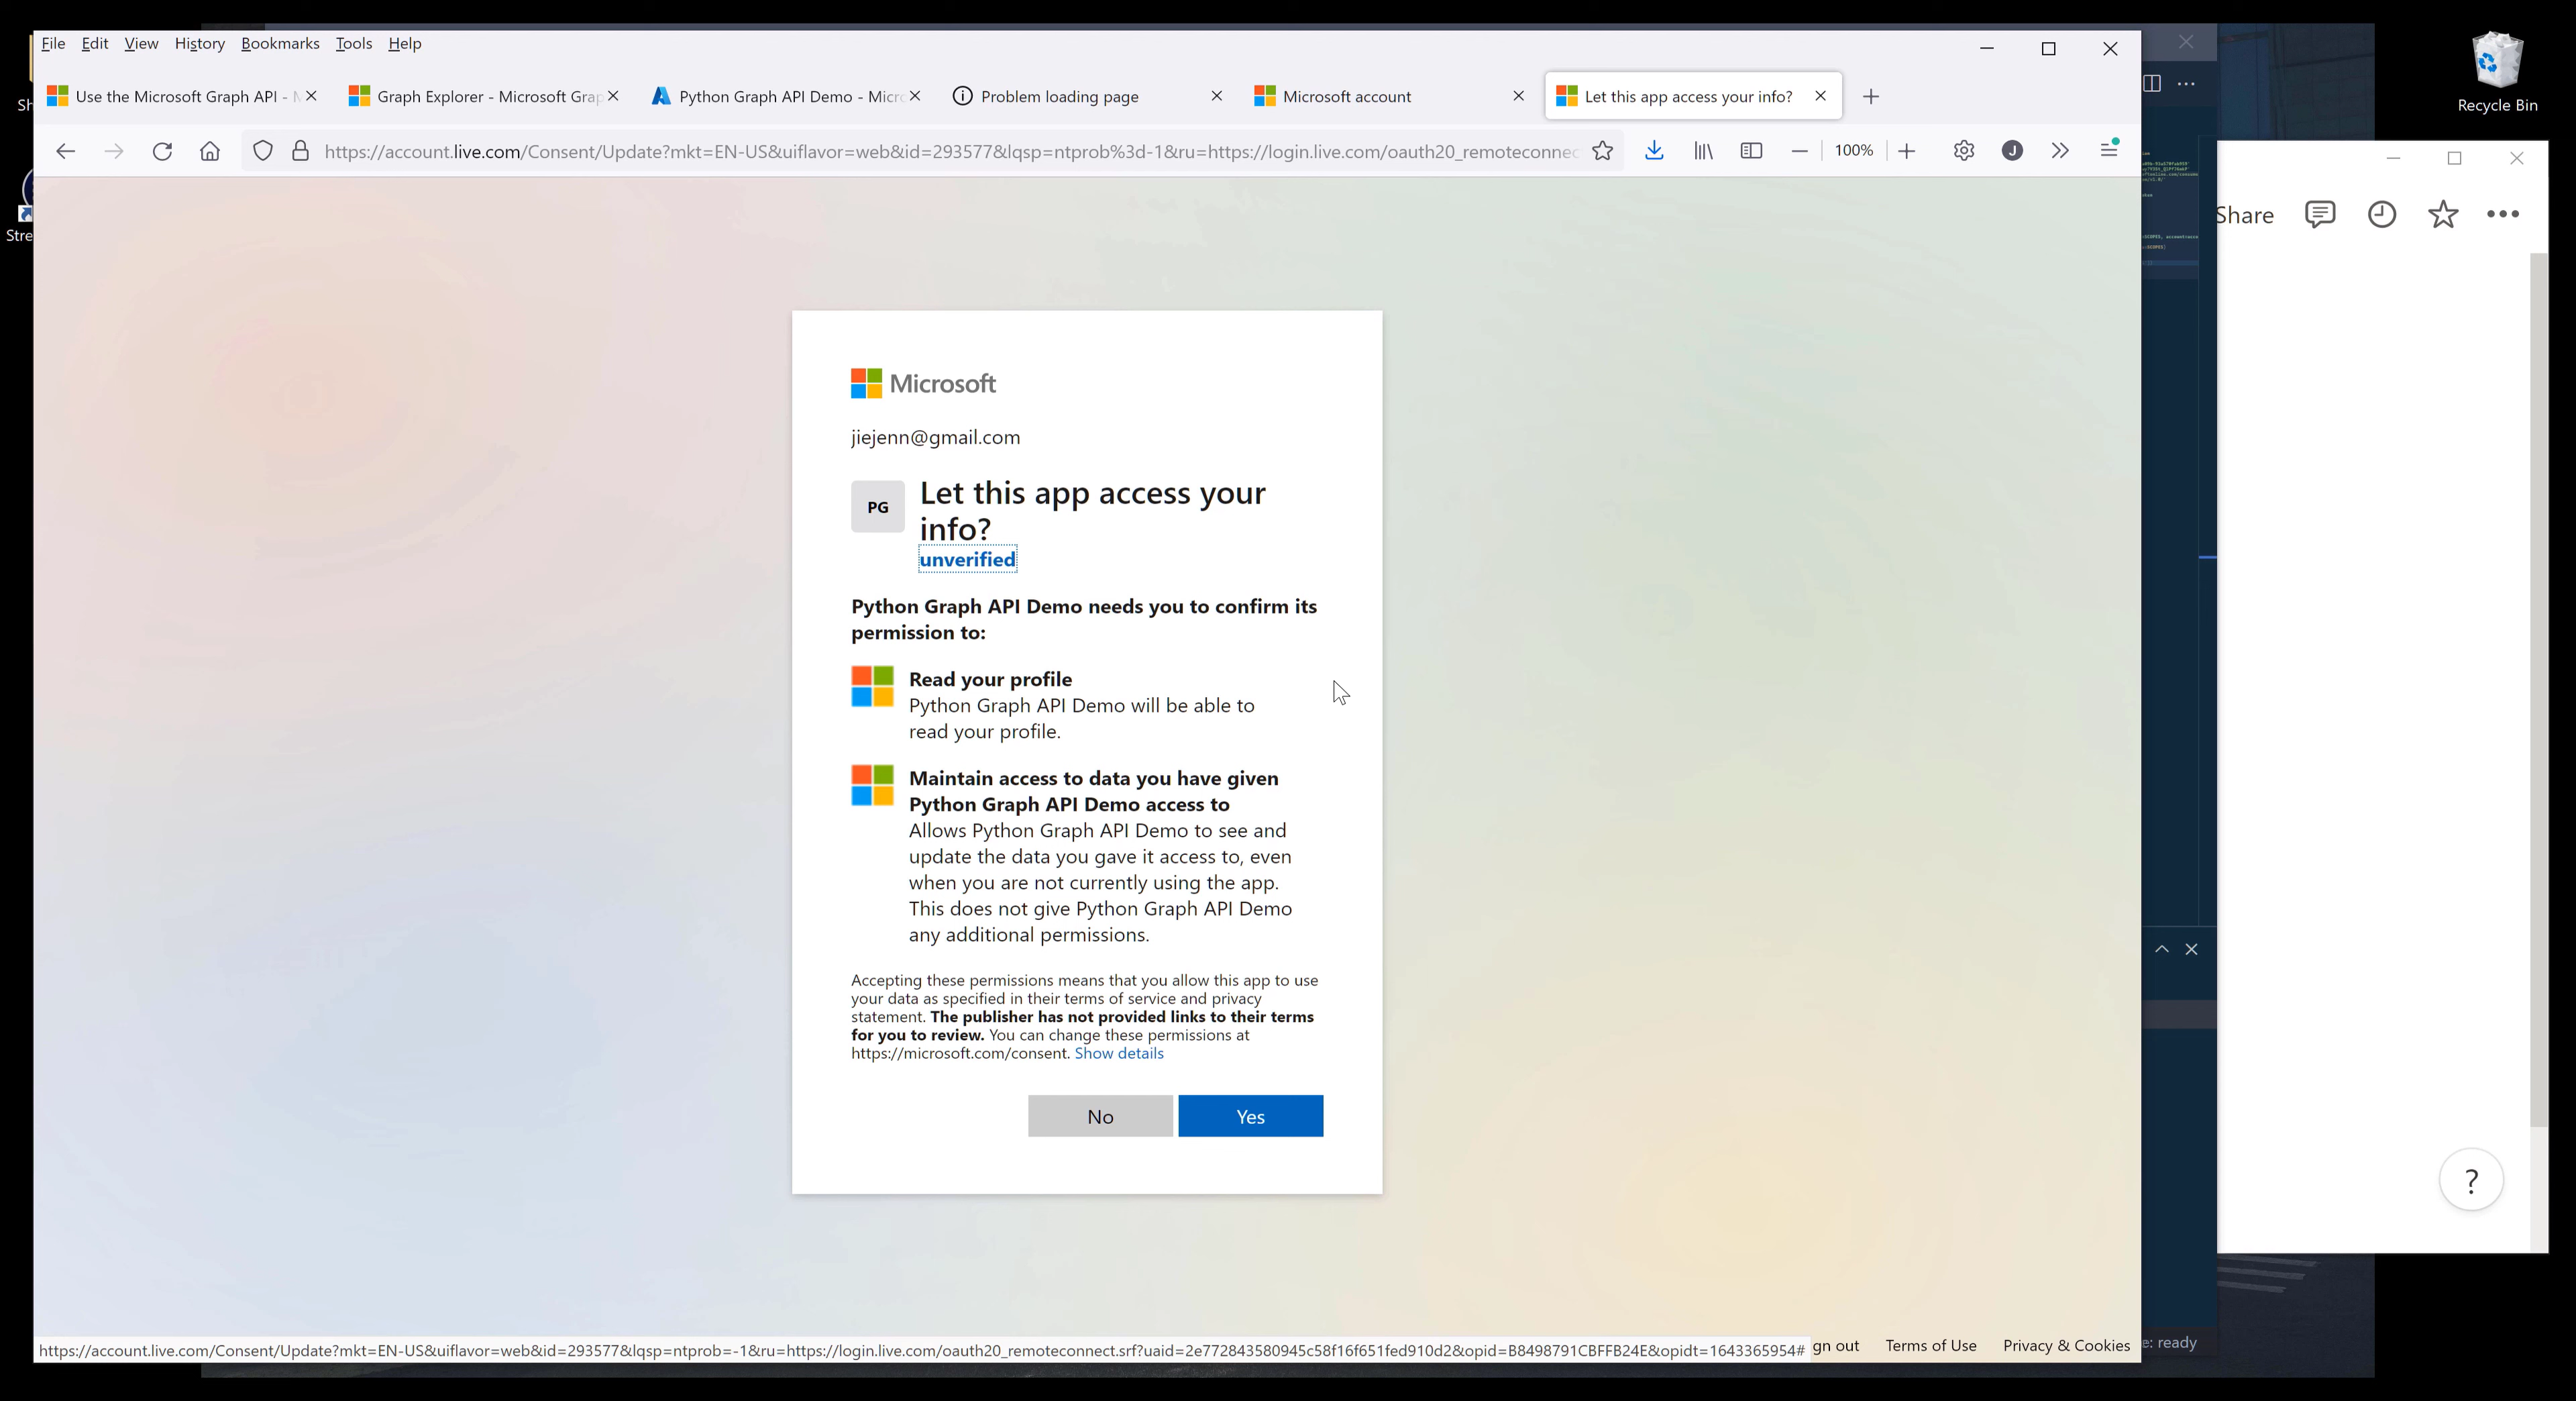 File Edit View History Bookmarks Tools Help
Use the Microsoft Graph API -
Graph Explorer - Microsoft Grap
Python Graph API Demo - Micro
Problem loading page
Microsoft account
Let this app access your info?
https://account.live.com/Consent/Update?mkt=EN-US&uiflavor=web&id=293577&lqsp=ntprob%3d-1&ru=https://login.live.com/oauth20_remoteconnec
100%
J
Recycle Bin
Share
Sh
Stre
Microsoft
jiejenn@gmail.com
PG
Let this app access your
info?
unverified
Python Graph API Demo needs you to confirm its
permission to:
Read your profile
Python Graph API Demo will be able to
read your profile.
Maintain access to data you have given
Python Graph API Demo access to
Allows Python Graph API Demo to see and
update the data you gave it access to, even
when you are not currently using the app.
This does not give Python Graph API Demo
any additional permissions.
Accepting these permissions means that you allow this app to use
your data as specified in their terms of service and privacy
statement. The publisher has not provided links to their terms
for you to review. You can change these permissions at
https://microsoft.com/consent. Show details
No
Yes
?
https://account.live.com/Consent/Update?mkt=EN-US&uiflavor=web&id=293577&lqsp=ntprob=-1&ru=https://login.live.com/oauth20_remoteconnect.srf?uaid=2e772843580945c58f16f651fed910d2&opid=B8498791CBFFB24E&opidt=1643365954#
gn out Terms of Use Privacy & Cookies
e: ready